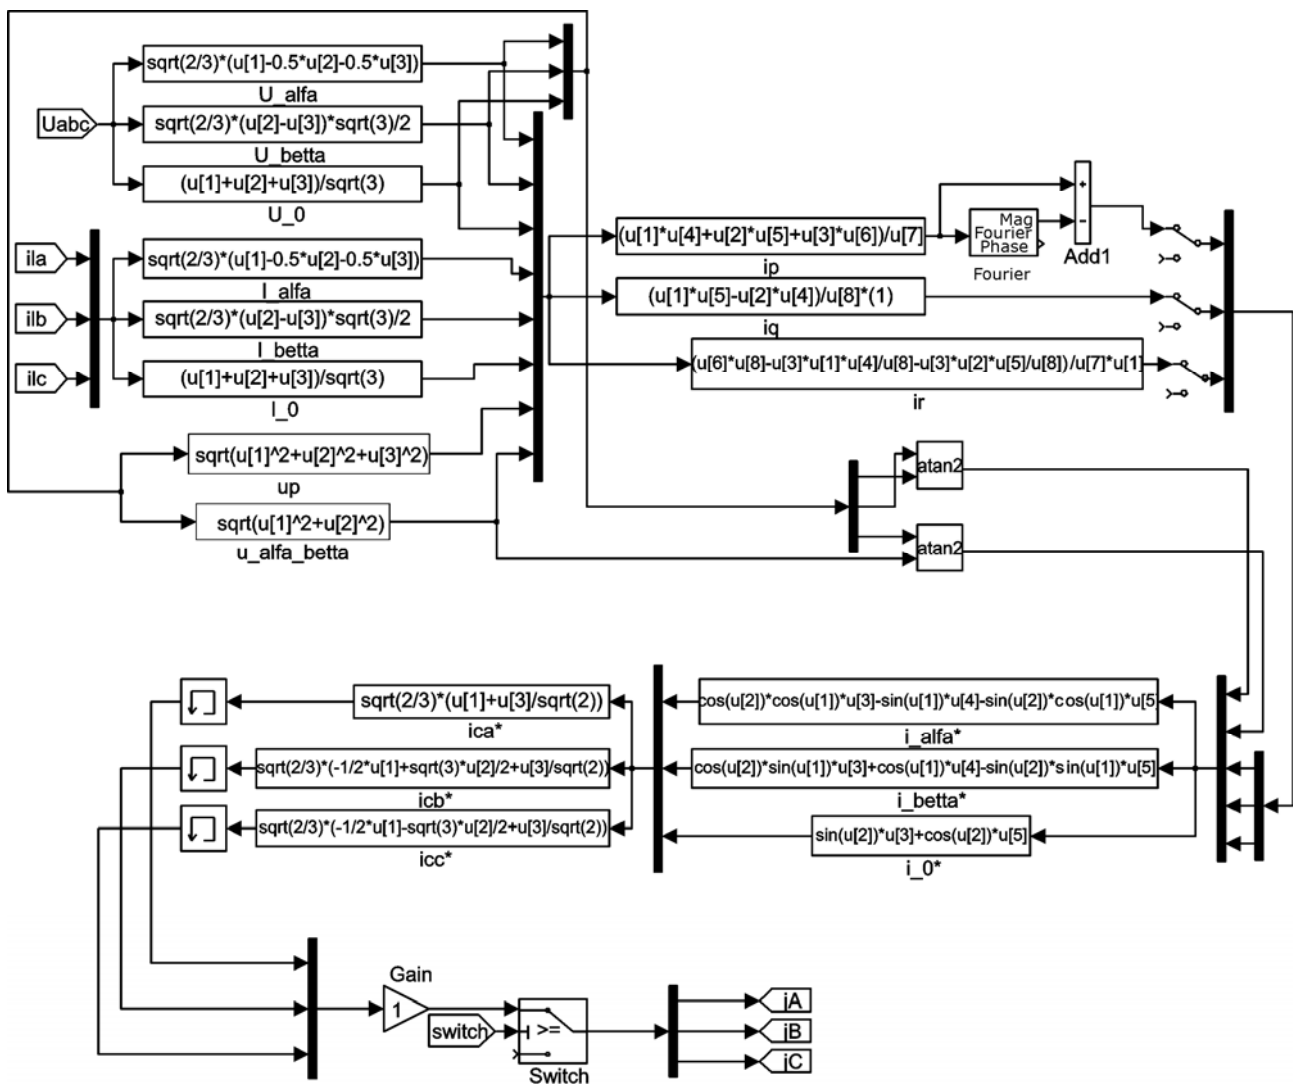 sqrt(2/3)*(u[1]-0.5*u[2]-0.5*u[3])
U_alfa
Uabc
sqrt(2/3)*(u[2]-u[3])*sqrt(3)/2
U_betta
(u[1]+u[2]+u[3])/sqrt(3)
U_0
ila
sqrt(2/3)*(u[1]-0.5*u[2]-0.5*u[3])
I_alfa
ilb
sqrt(2/3)*(u[2]-u[3])*sqrt(3)/2
I_betta
ilc
(u[1]+u[2]+u[3])/sqrt(3)
I_0
sqrt(u[1]^2+u[2]^2+u[3]^2)
up
sqrt(u[1]^2+u[2]^2)
u_alfa_betta
(u[1]*u[4]+u[2]*u[5]+u[3]*u[6])/u[7]
ip
Mag
Fourier
Phase
Fourier
+
-
Add1
(u[1]*u[5]-u[2]*u[4])/u[8]*(1)
iq
(u[6]*u[8]-u[3]*u[1]*u[4]/u[8]-u[3]*u[2]*u[5]/u[8])/u[7]*u[1]
ir
atan2
atan2
sqrt(2/3)*(u[1]+u[3]/sqrt(2))
ica*
cos(u[2])*cos(u[1])*u[3]-sin(u[1])*u[4]-sin(u[2])*cos(u[1])*u[5]
i_alfa*
sqrt(2/3)*(-1/2*u[1]+sqrt(3)*u[2]/2+u[3]/sqrt(2))
icb*
cos(u[2])*sin(u[1])*u[3]+cos(u[1])*u[4]-sin(u[2])*sin(u[1])*u[5]
i_betta*
sqrt(2/3)*(-1/2*u[1]-sqrt(3)*u[2]/2+u[3]/sqrt(2))
icc*
sin(u[2])*u[3]+cos(u[2])*u[5]
i_0*
Gain
1
switch
>=
Switch
jA
jB
jC